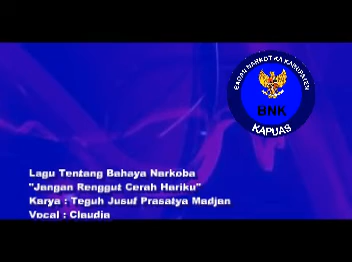 BADAN NARKOTIKA KABUPATEN
BNK
KAPUAS
Lagu Tentang Bahaya Narkoba
"Jangan Renggut Cerah Hariku"
Karya : Teguh Jusuf Prasatya Madjan
Vocal : Claudia